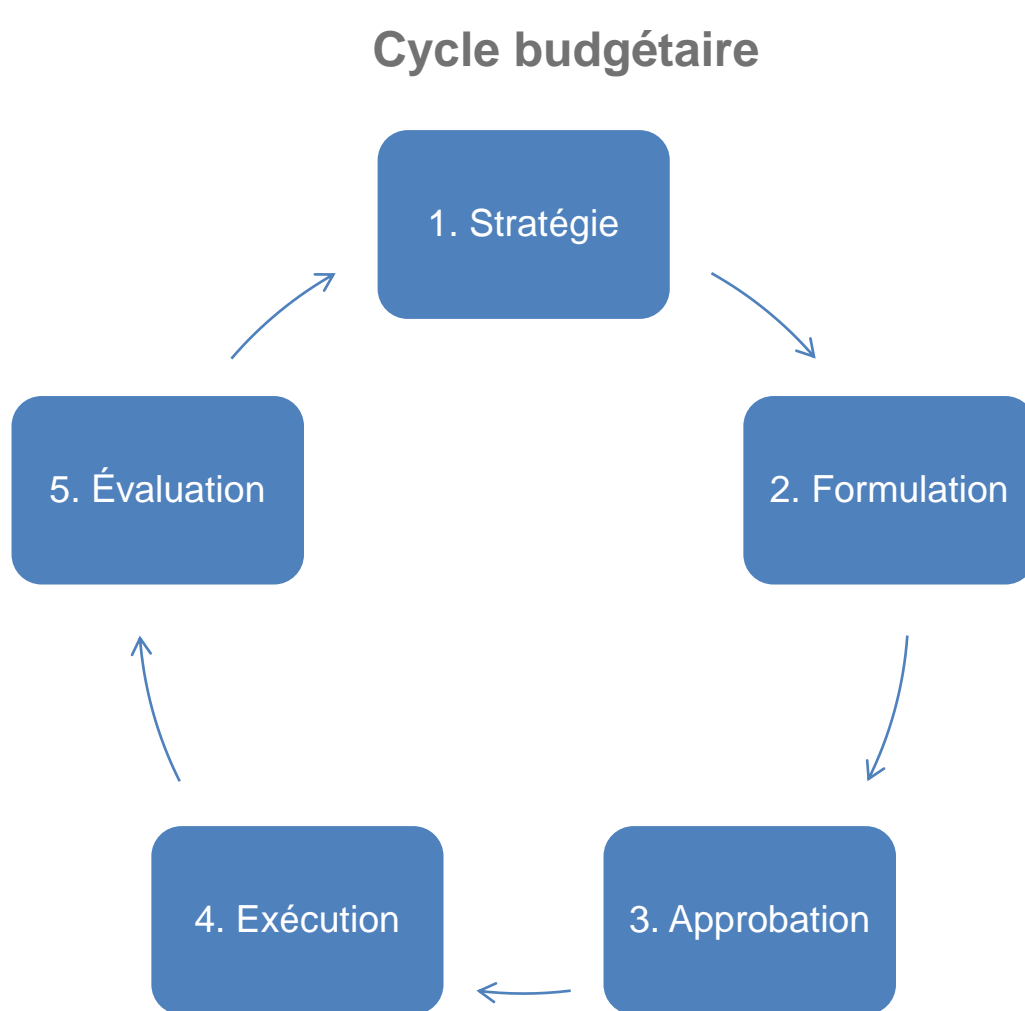 Cycle budgétaire
1. Stratégie
2. Formulation
3. Approbation
4. Exécution
5. Évaluation